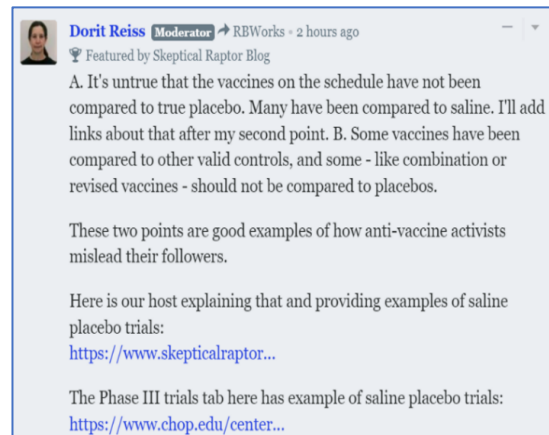 Dorit Reiss Moderator RBWorks • 2 hours ago
Featured by Skeptical Raptor Blog
A. It's untrue that the vaccines on the schedule have not been
compared to true placebo. Many have been compared to saline. I'll add
links about that after my second point. B. Some vaccines have been
compared to other valid controls, and some - like combination or
revised vaccines - should not be compared to placebos.
These two points are good examples of how anti-vaccine activists
mislead their followers.
Here is our host explaining that and providing examples of saline
placebo trials:
https://www.skepticalraptor...
The Phase III trials tab here has example of saline placebo trials:
https://www.chop.edu/center...